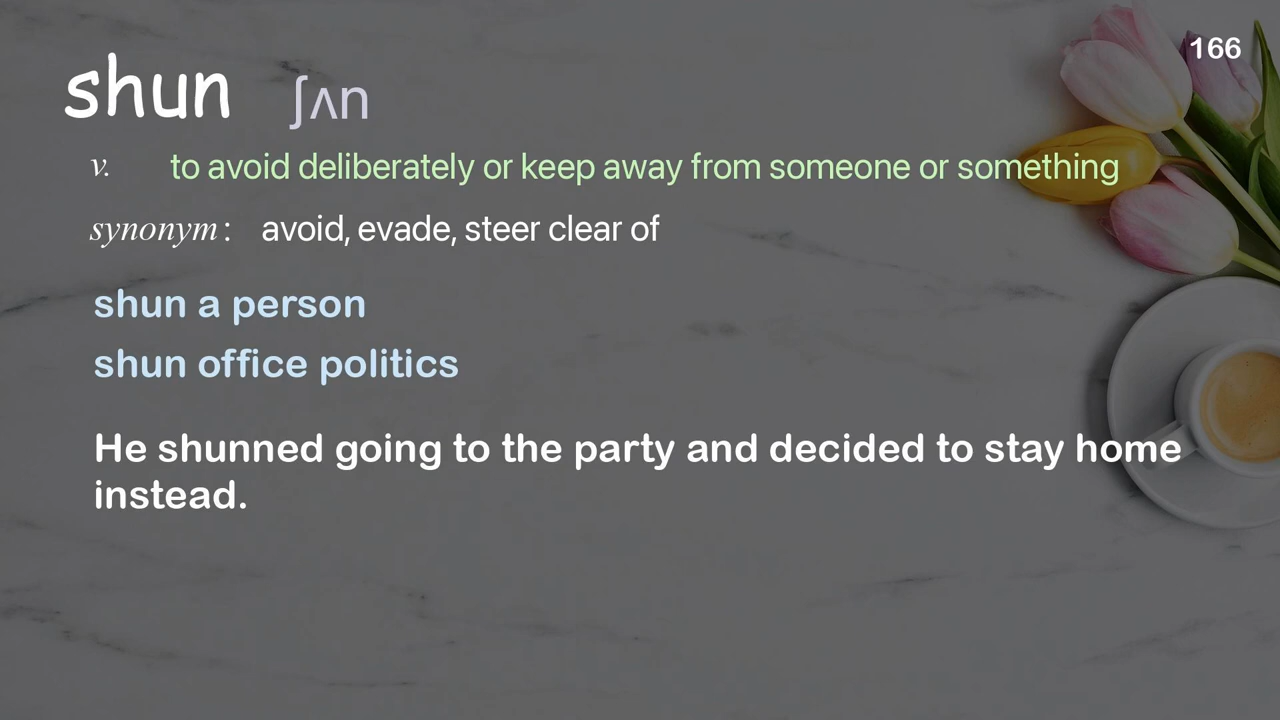 166
shun ʃʌn
v. to avoid deliberately or keep away from someone or something
synonym: avoid, evade, steer clear of
shun a person
shun office politics
He shunned going to the party and decided to stay home
instead.